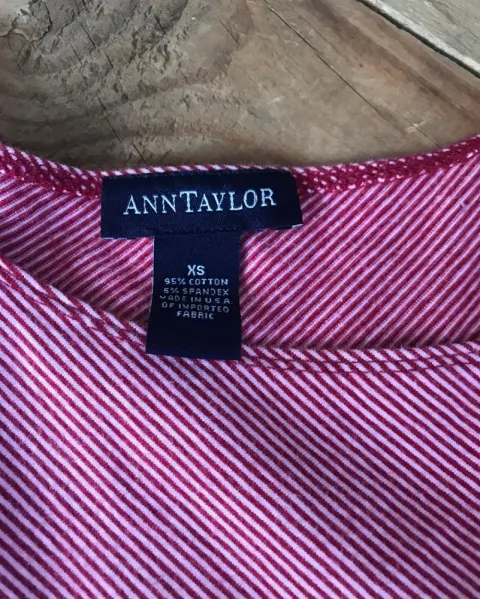 ANNTAYLOR
XS
95% COTTON
5% SPANDEX
MADE IN U.S.A.
OF IMPORTED
FABRIC